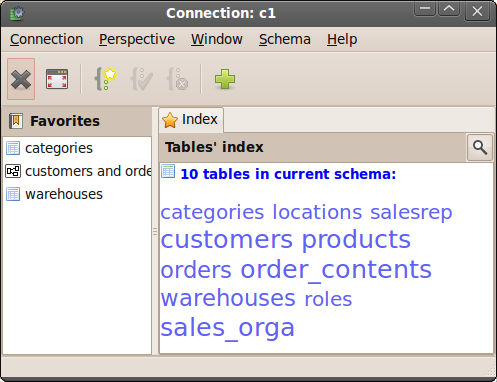 Connection: c1
Connection Perspective Window Schema Help
Favorites
categories
customers and orde
warehouses
Index
Tables' index
10 tables in current schema:
categories locations salesrep
customers products
orders order_contents
warehouses roles
sales_orga